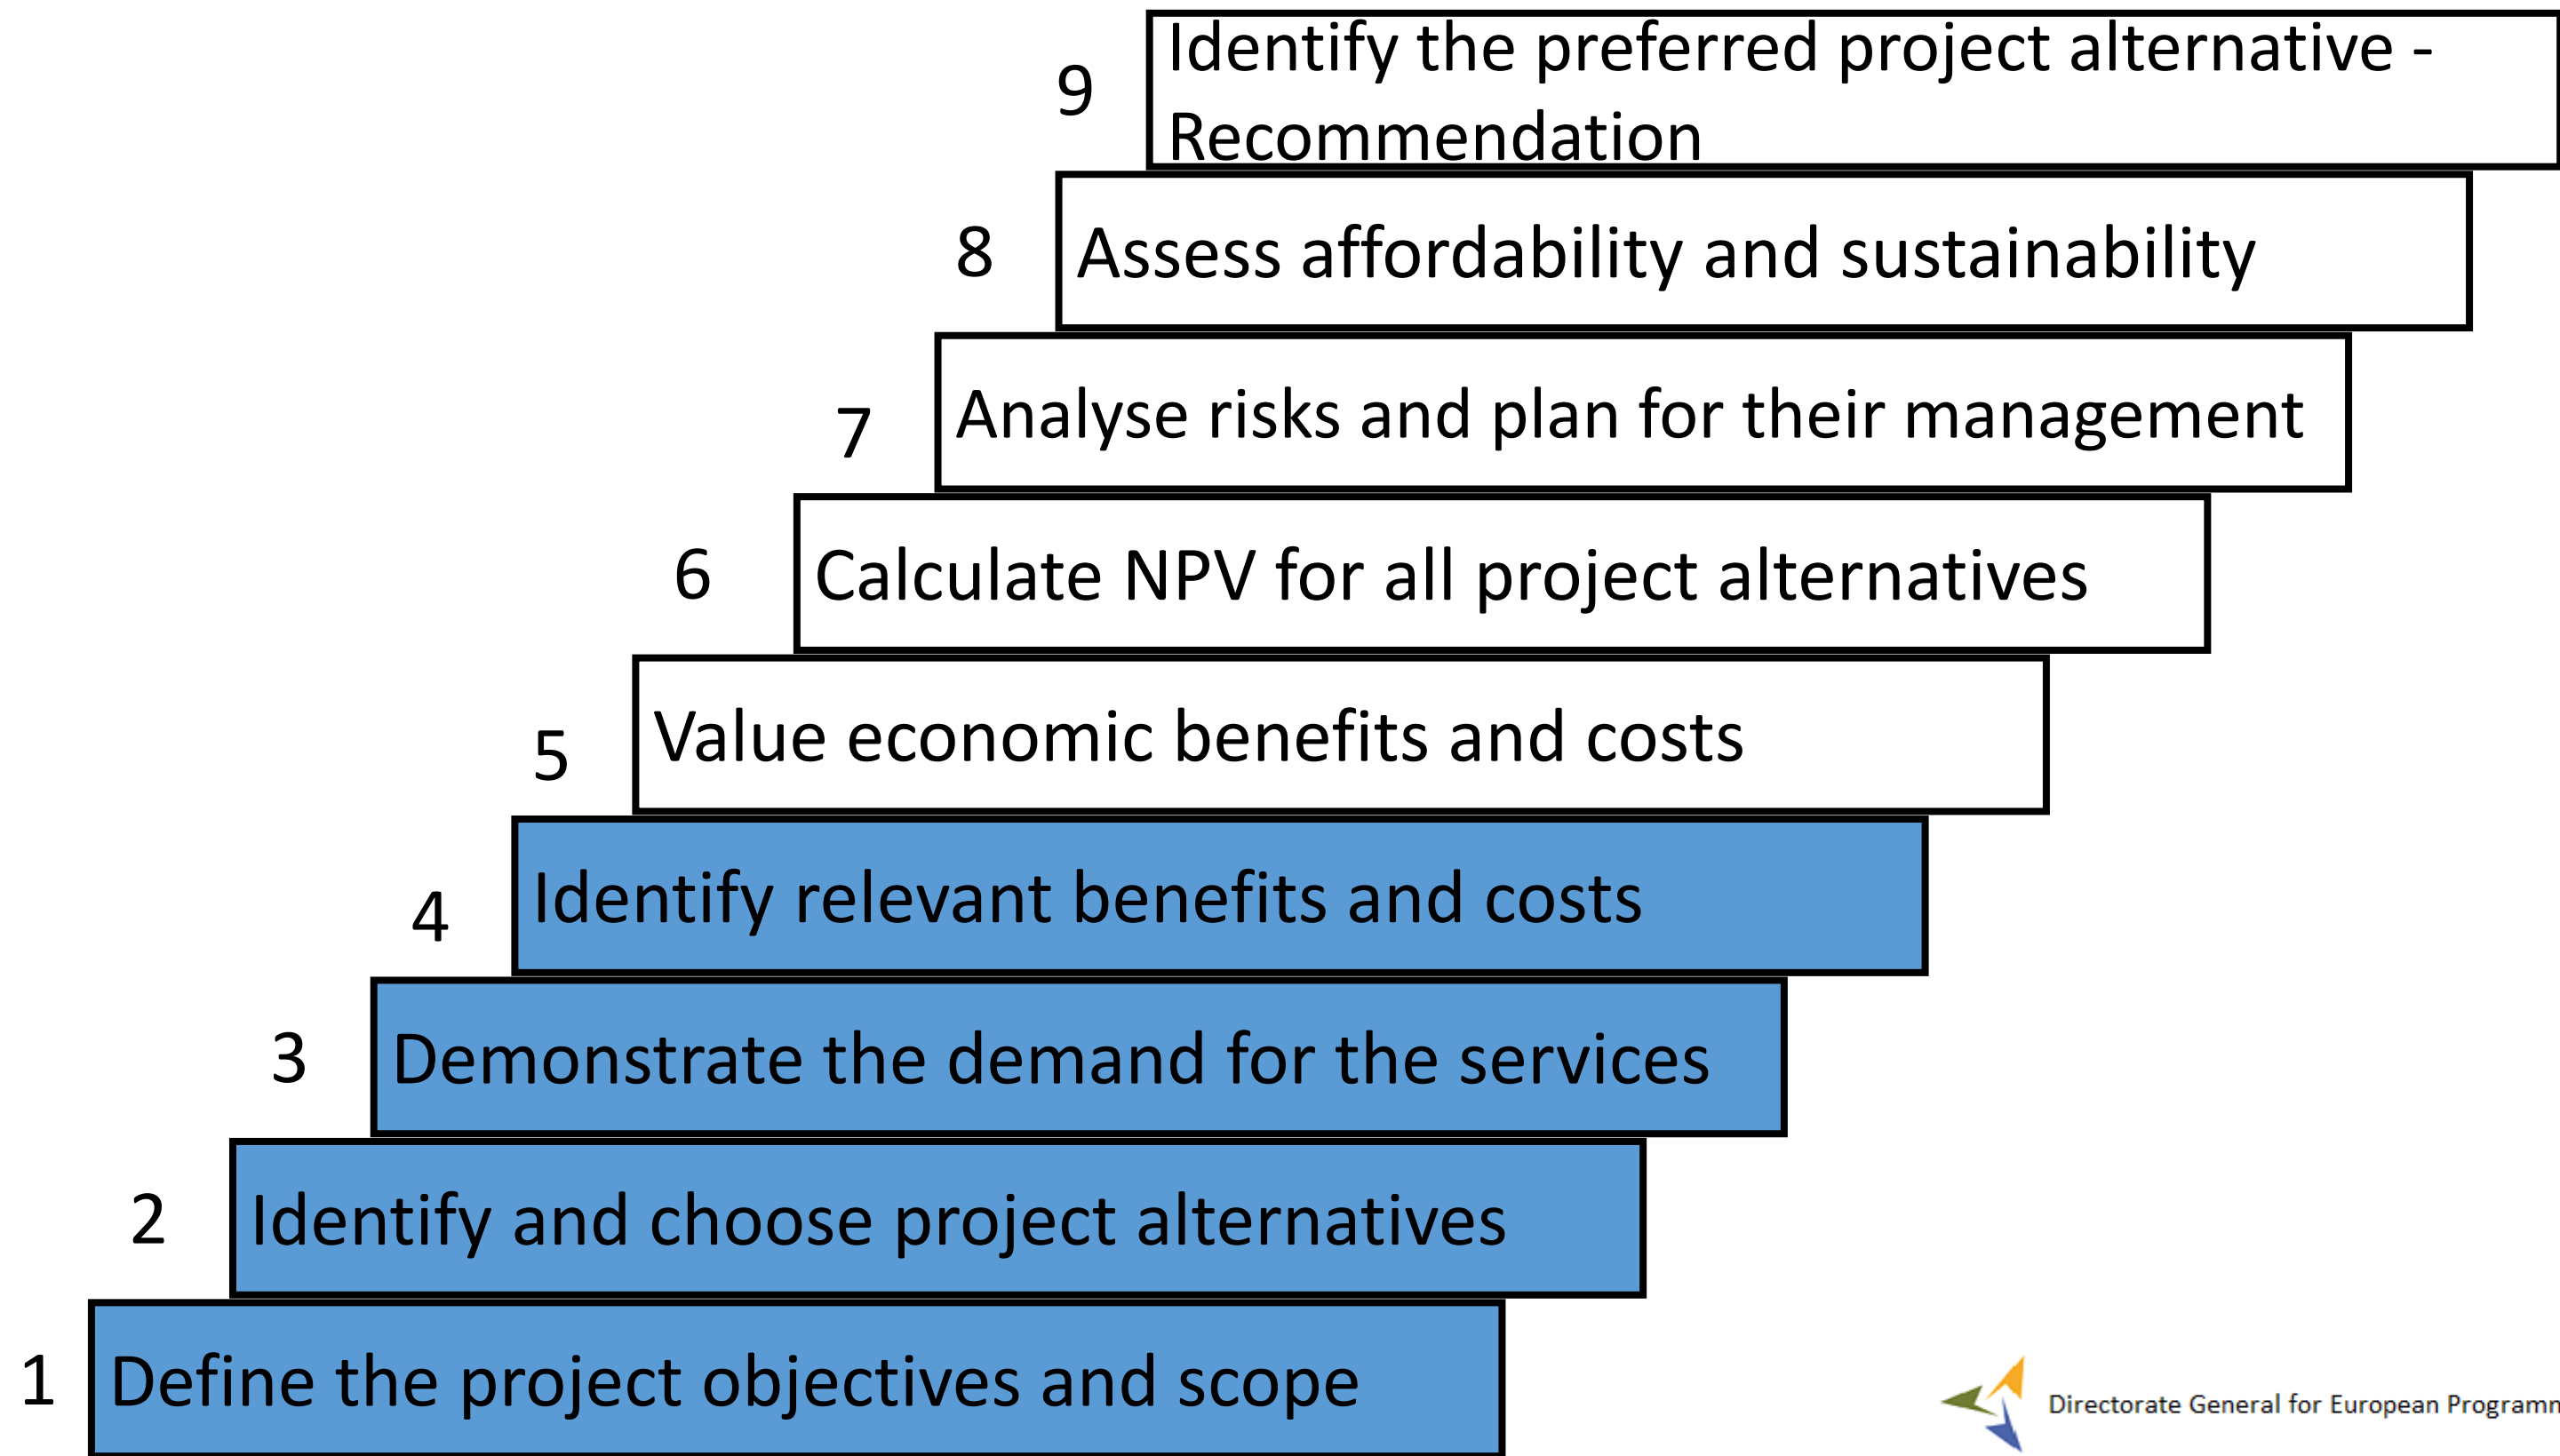 9
Identify the preferred project alternative -
Recommendation
8
Assess affordability and sustainability
7
Analyse risks and plan for their management
6
Calculate NPV for all project alternatives
5
Value economic benefits and costs
4
Identify relevant benefits and costs
3
Demonstrate the demand for the services
2
Identify and choose project alternatives
1
Define the project objectives and scope
Directorate General for European